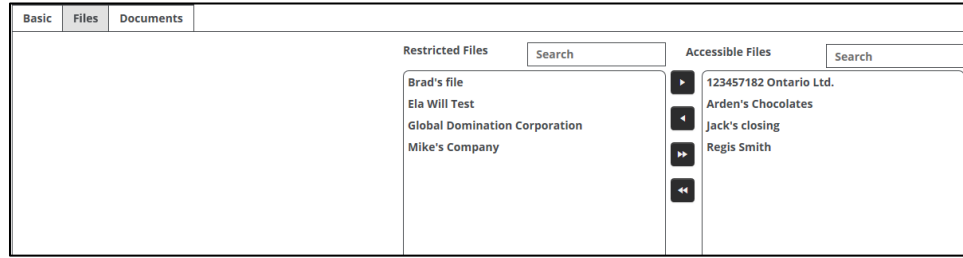 Basic Files Documents
Restricted Files Search Accessible Files Search
Brad's file
Ela Will Test
Global Domination Corporation
Mike's Company
123457182 Ontario Ltd.
Arden's Chocolates
Jack's closing
Regis Smith